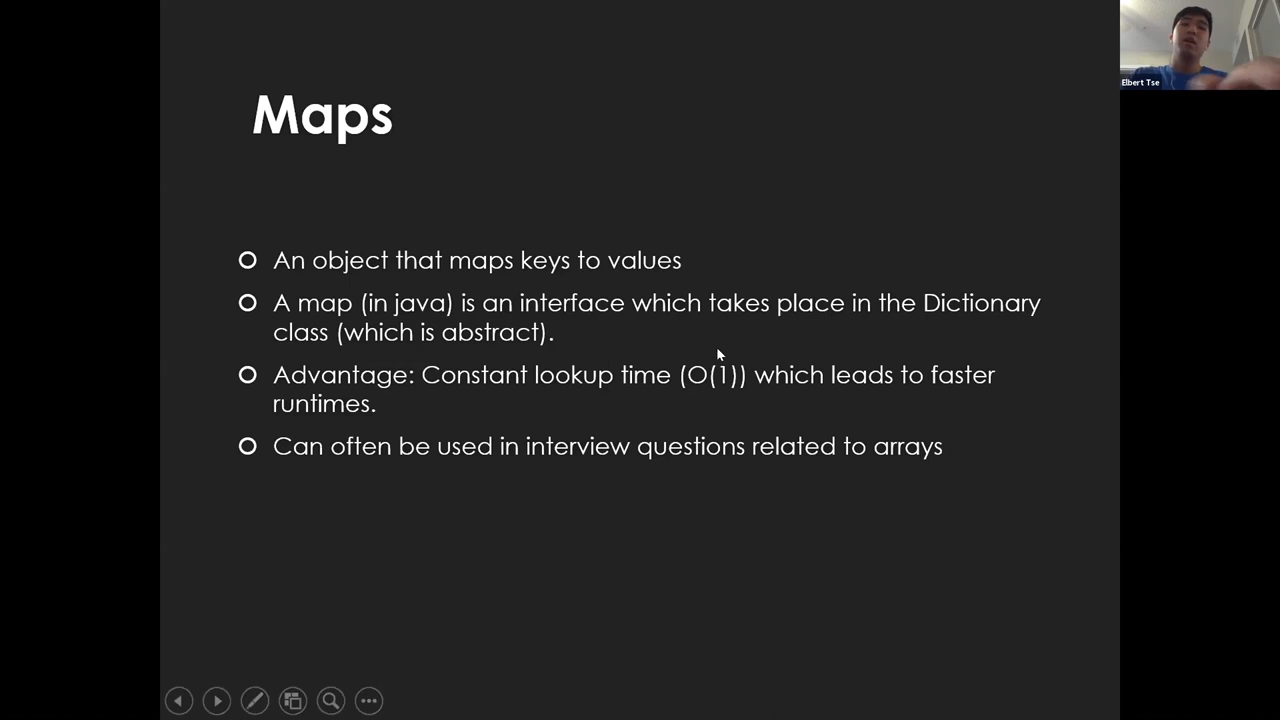 Maps
An object that maps keys to values
A map (in java) is an interface which takes place in the Dictionary
class (which is abstract).
Advantage: Constant lookup time (O(1)) which leads to faster
runtimes.
Can often be used in interview questions related to arrays
Elbert Tse